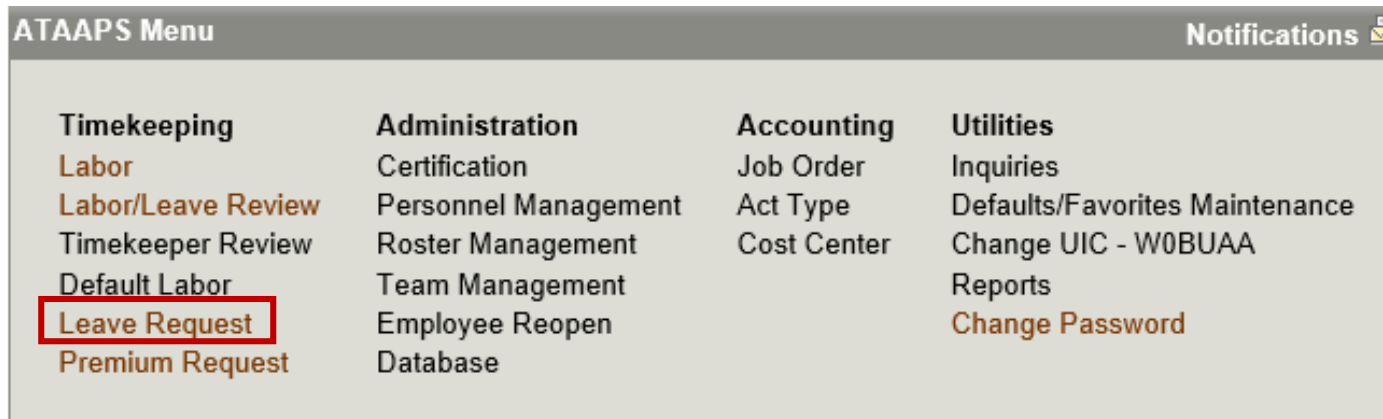 ATAAPS Menu Notifications
Timekeeping Administration Accounting Utilities
Labor Certification Job Order Inquiries
Labor/Leave Review Personnel Management Act Type Defaults/Favorites Maintenance
Timekeeper Review Roster Management Cost Center Change UIC - W0BUAA
Default Labor Team Management Reports
Leave Request Employee Reopen Change Password
Premium Request Database